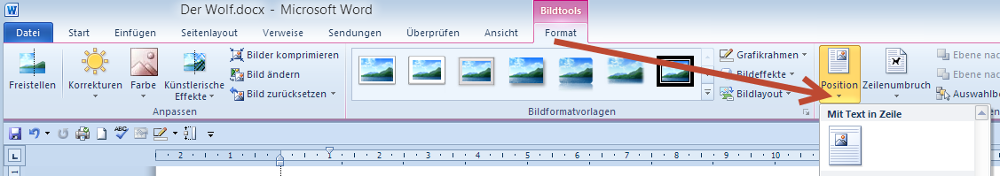 Der Wolf.docx - Microsoft Word
Bildtools
Datei Start Einfügen Seitenlayout Verweise Sendungen Überprüfen Ansicht Format
Freistellen
Korrekturen
Farbe
Künstlerische
Effekte
Bilder komprimieren
Bild ändern
Bild zurücksetzen
Anpassen
Bildformatvorlagen
Grafikrahmen
Bildeffekte
Bildlayout
Position
Zeilenumbruch
Ebene nac
Ebene nac
Auswahlbe
Mit Text in Zeile
ABC
L
2 1 1 2 3 4 5 6 7 8 9 10